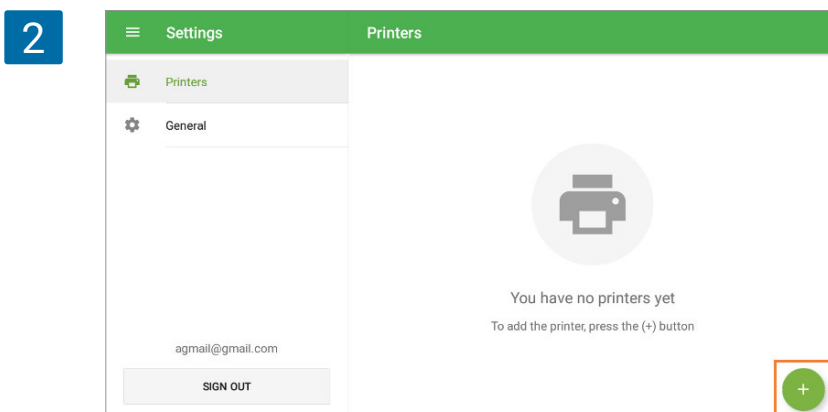 2
Settings
Printers
Printers
General
You have no printers yet
To add the printer, press the (+) button
agmail@gmail.com
SIGN OUT
+